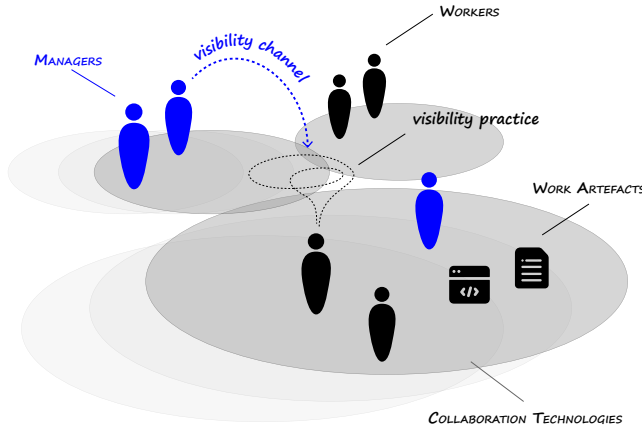 WORKERS
visibility channel
MANAGERS
visibility practice
WORK ARTEFACTS
</>
COLLABORATION TECHNOLOGIES